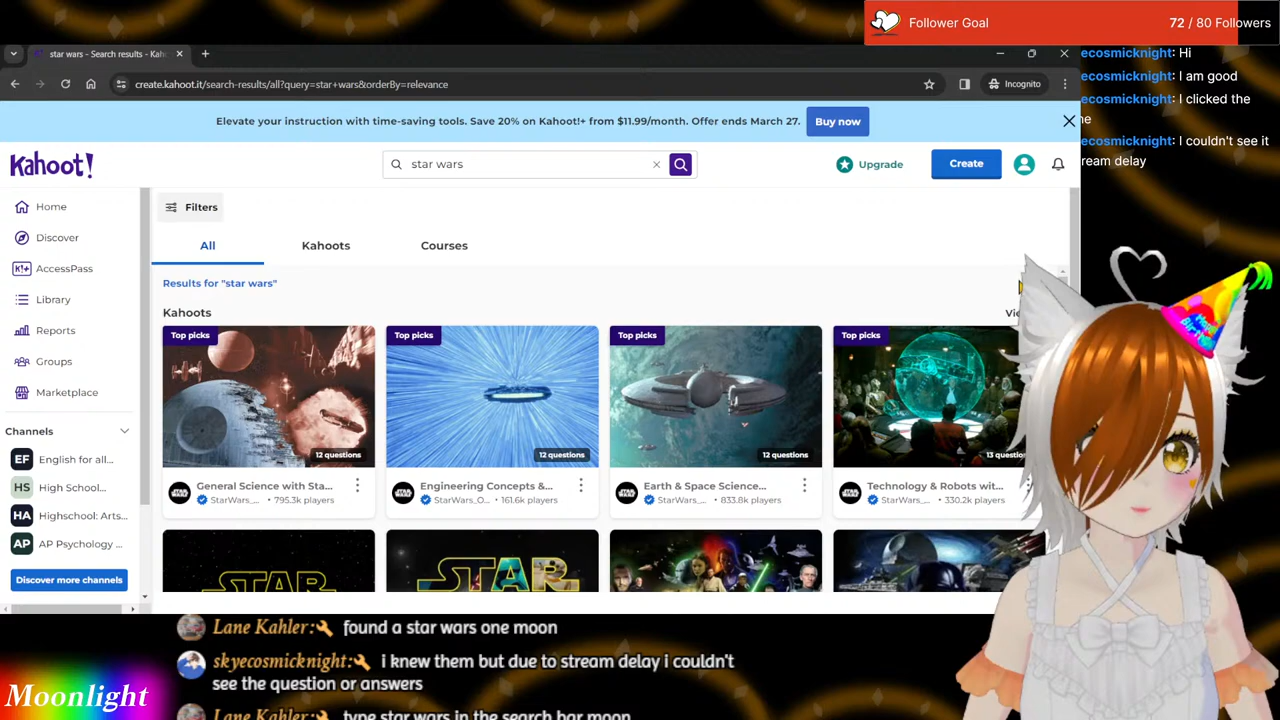 Follower Goal
72 / 80 Followers
star wars - Search results - Kah
create.kahoot.it/search-results/all?query=star+wars&orderBy=relevance
Incognito
ecosmicknight: Hi
ecosmicknight: I am good
ecosmicknight: I clicked the
ne
ecosmicknight: I couldn't see it
ream delay
Elevate your instruction with time-saving tools. Save 20% on Kahoot!+ from $11.99/month. Offer ends March 27.
Buy now
Kahoot!
star wars
Upgrade
Create
Home
Discover
K!+ AccessPass
Library
Reports
Groups
Marketplace
Channels
EF English for all...
HS High School...
HA Highschool: Arts...
AP AP Psychology ...
Discover more channels
Filters
All
Kahoots
Courses
Results for "star wars"
Kahoots
Top picks
12 questions
General Science with Sta...
StarWars_... • 795.3k players
Top picks
12 questions
Engineering Concepts &...
StarWars_O... • 161.6k players
Top picks
12 questions
Earth & Space Science...
StarWars_... • 833.8k players
Top picks
13 questio
Technology & Robots wit...
StarWars_... • 330.2k players
STAR
STAR
Lane Kahler: found a star wars one moon
skyecosmicknight: i knew them but due to stream delay i couldn't
see the question or answers
Lane Kahler: type star wars in the search bar moon
Moonlight